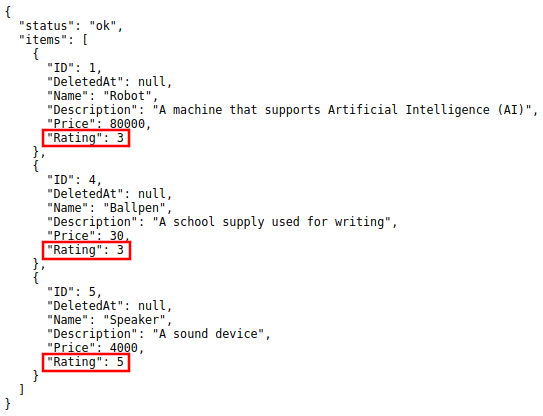 {
  "status": "ok",
  "items": [
    {
      "ID": 1,
      "DeletedAt": null,
      "Name": "Robot",
      "Description": "A machine that supports Artificial Intelligence (AI)",
      "Price": 80000,
      "Rating": 3
    },
    {
      "ID": 4,
      "DeletedAt": null,
      "Name": "Ballpen",
      "Description": "A school supply used for writing",
      "Price": 30,
      "Rating": 3
    },
    {
      "ID": 5,
      "DeletedAt": null,
      "Name": "Speaker",
      "Description": "A sound device",
      "Price": 4000,
      "Rating": 5
    }
  ]
}